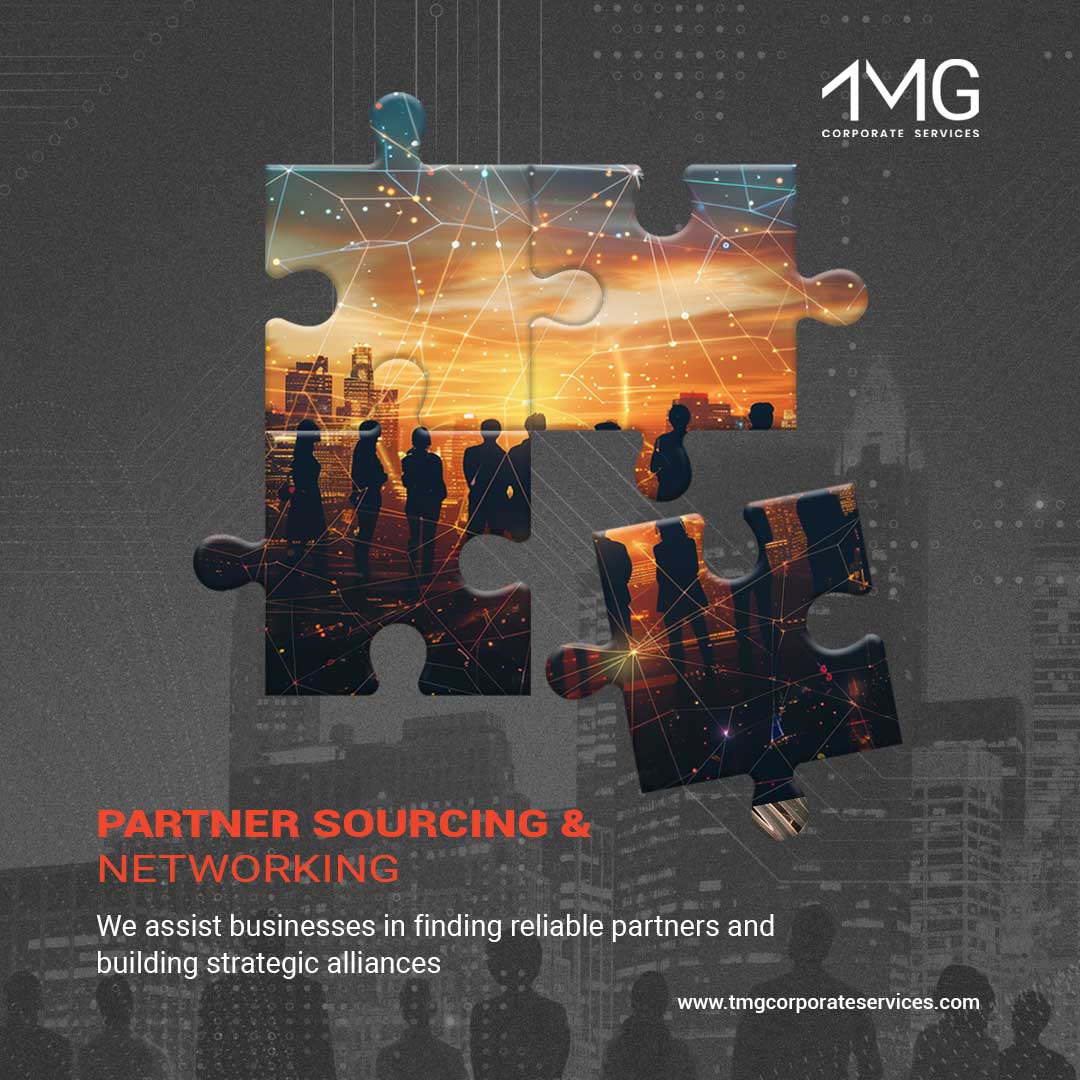 TMG
CORPORATE SERVICES
PARTNER SOURCING &
NETWORKING
We assist businesses in finding reliable partners and
building strategic alliances
www.tmgcorporateservices.com